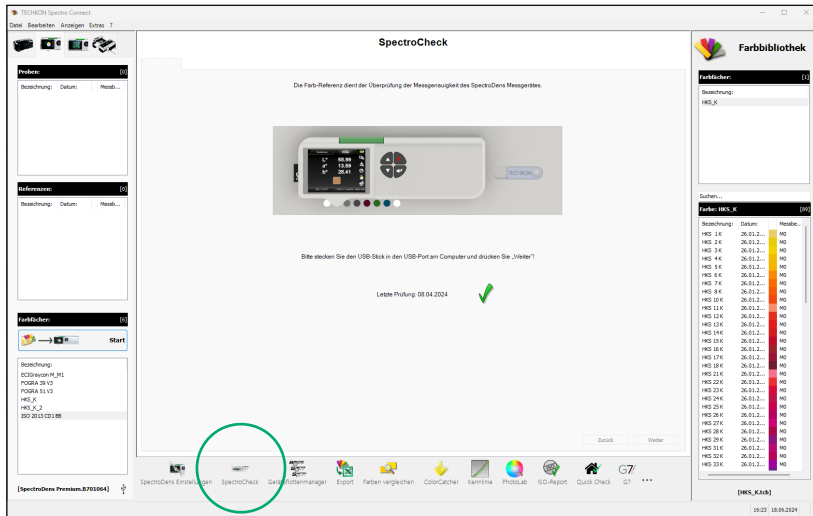 TECHKON Spectro Connect
Datei Bearbeiten Anzeigen Extras ?
Proben: [0]
Bezeichnung: Datum: Messb...
Referenzen: [0]
Bezeichnung: Datum: Messb...
Farbfächer: [6]
Start
Bezeichnung:
ECIGraycon M_M1
FOGRA 39 V3
FOGRA 51 V3
HKS_K
HKS_K_2
ISO 2013 CD1 BB
[SpectroDens Premium.B701064]
SpectroCheck
Die Farb-Referenz dient der Überprüfung der Messgenauigkeit des SpectroDens Messgerätes.
L* 58.99
a* 13.59
b* 28.41
TECHKON
Bitte stecken Sie den USB-Stick in den USB-Port am Computer und drücken Sie „Weiter“!
Letzte Prüfung: 08.04.2024
Zurück Weiter
SpectroDens Einstellungen SpectroCheck Geräteflottenmanager Export Farben vergleichen ColorCatcher Kennlinie PhotoLab ISO-Report Quick Check G7
G7
Farbbibliothek
Farbfächer: [1]
Bezeichnung:
HKS_K
Suchen...
Farbe: HKS_K [89]
Bezeichnung: Datum: Messbe..
HKS 1 K 26.01.2... M0
HKS 2 K 26.01.2... M0
HKS 3 K 26.01.2... M0
HKS 4 K 26.01.2... M0
HKS 5 K 26.01.2... M0
HKS 6 K 26.01.2... M0
HKS 7 K 26.01.2... M0
HKS 8 K 26.01.2... M0
HKS 10 K 26.01.2... M0
HKS 11 K 26.01.2... M0
HKS 12 K 26.01.2... M0
HKS 13 K 26.01.2... M0
HKS 14 K 26.01.2... M0
HKS 15 K 26.01.2... M0
HKS 16 K 26.01.2... M0
HKS 17 K 26.01.2... M0
HKS 18 K 26.01.2... M0
HKS 21 K 26.01.2... M0
HKS 22 K 26.01.2... M0
HKS 23 K 26.01.2... M0
HKS 24 K 26.01.2... M0
HKS 25 K 26.01.2... M0
HKS 26 K 26.01.2... M0
HKS 27 K 26.01.2... M0
HKS 28 K 26.01.2... M0
HKS 29 K 26.01.2... M0
HKS 31 K 26.01.2... M0
HKS 32 K 26.01.2... M0
HKS 33 K 26.01.2... M0
[HKS_K.tcb]
16:23 18.06.2024